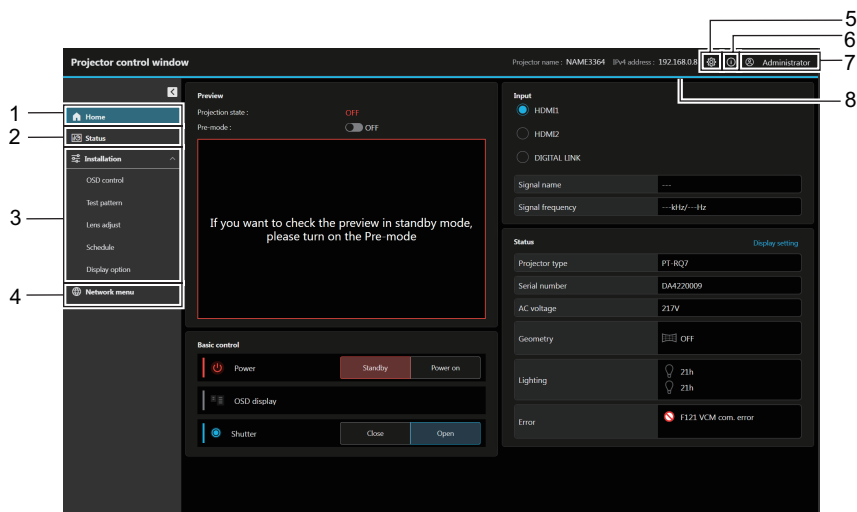 5
6
7
8
Projector control window
Projector name : NAME3364 IPv4 address : 192.168.0.8
Administrator
1
Home
2
Status
3
Installation
OSD control
Test pattern
Lens adjust
Schedule
Display option
4
Network menu
Preview
Projection state : OFF
Pre-mode : OFF
If you want to check the preview in standby mode,
please turn on the Pre-mode
Basic control
Power Standby Power on
OSD display
Shutter Close Open
Input
HDMI1
HDMI2
DIGITAL LINK
Signal name ---
Signal frequency ---kHz/---Hz
Status Display setting
Projector type PT-RQ7
Serial number DA4220009
AC voltage 217V
Geometry OFF
Lighting 21h
21h
Error F121 VCM com. error